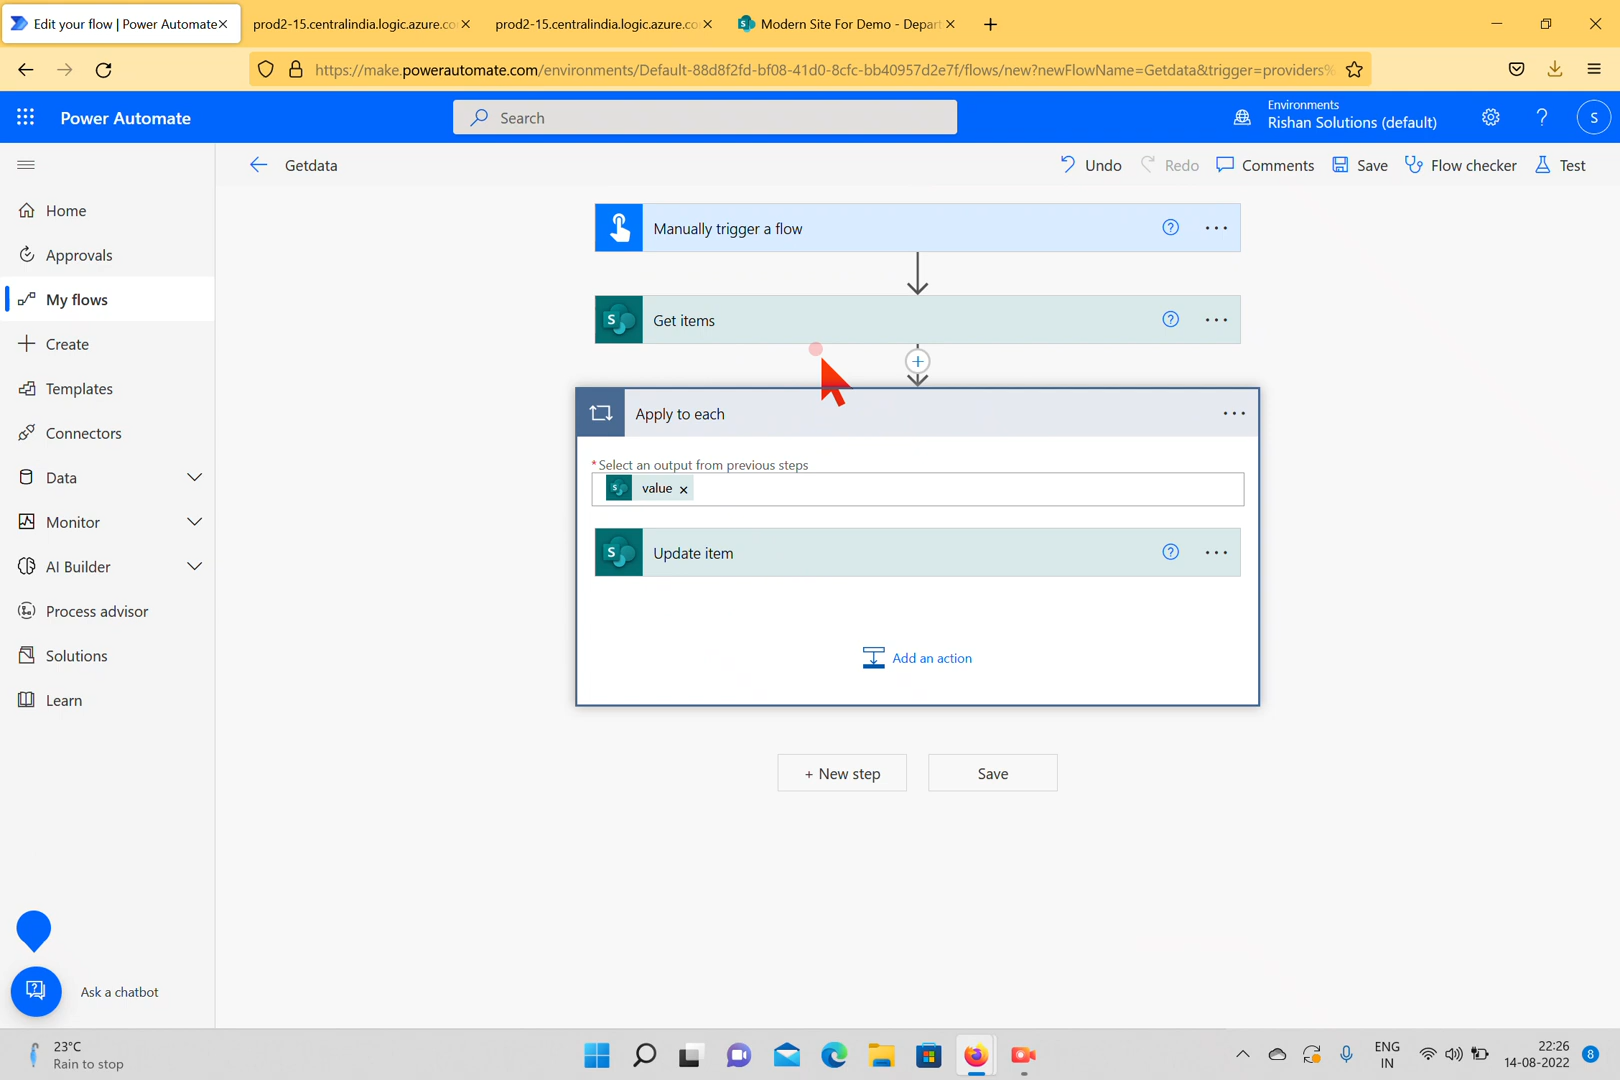 Edit your flow | Power Automate
prod2-15.centralindia.logic.azure.co
prod2-15.centralindia.logic.azure.co
Modern Site For Demo - Depar
https://make.powerautomate.com/environments/Default-88d8f2fd-bf08-41d0-8cfc-bb40957d2e7f/flows/new?newFlowName=Getdata&trigger=providers%
Power Automate
Search
Environments
Rishan Solutions (default)
S
Getdata
Undo
Redo
Comments
Save
Flow checker
Test
Home
Approvals
My flows
Create
Templates
Connectors
Data
Monitor
AI Builder
Process advisor
Solutions
Learn
Manually trigger a flow
Get items
Apply to each
* Select an output from previous steps
value
Update item
Add an action
+ New step
Save
Ask a chatbot
23°C
Rain to stop
ENG
IN
22:26
14-08-2022
8